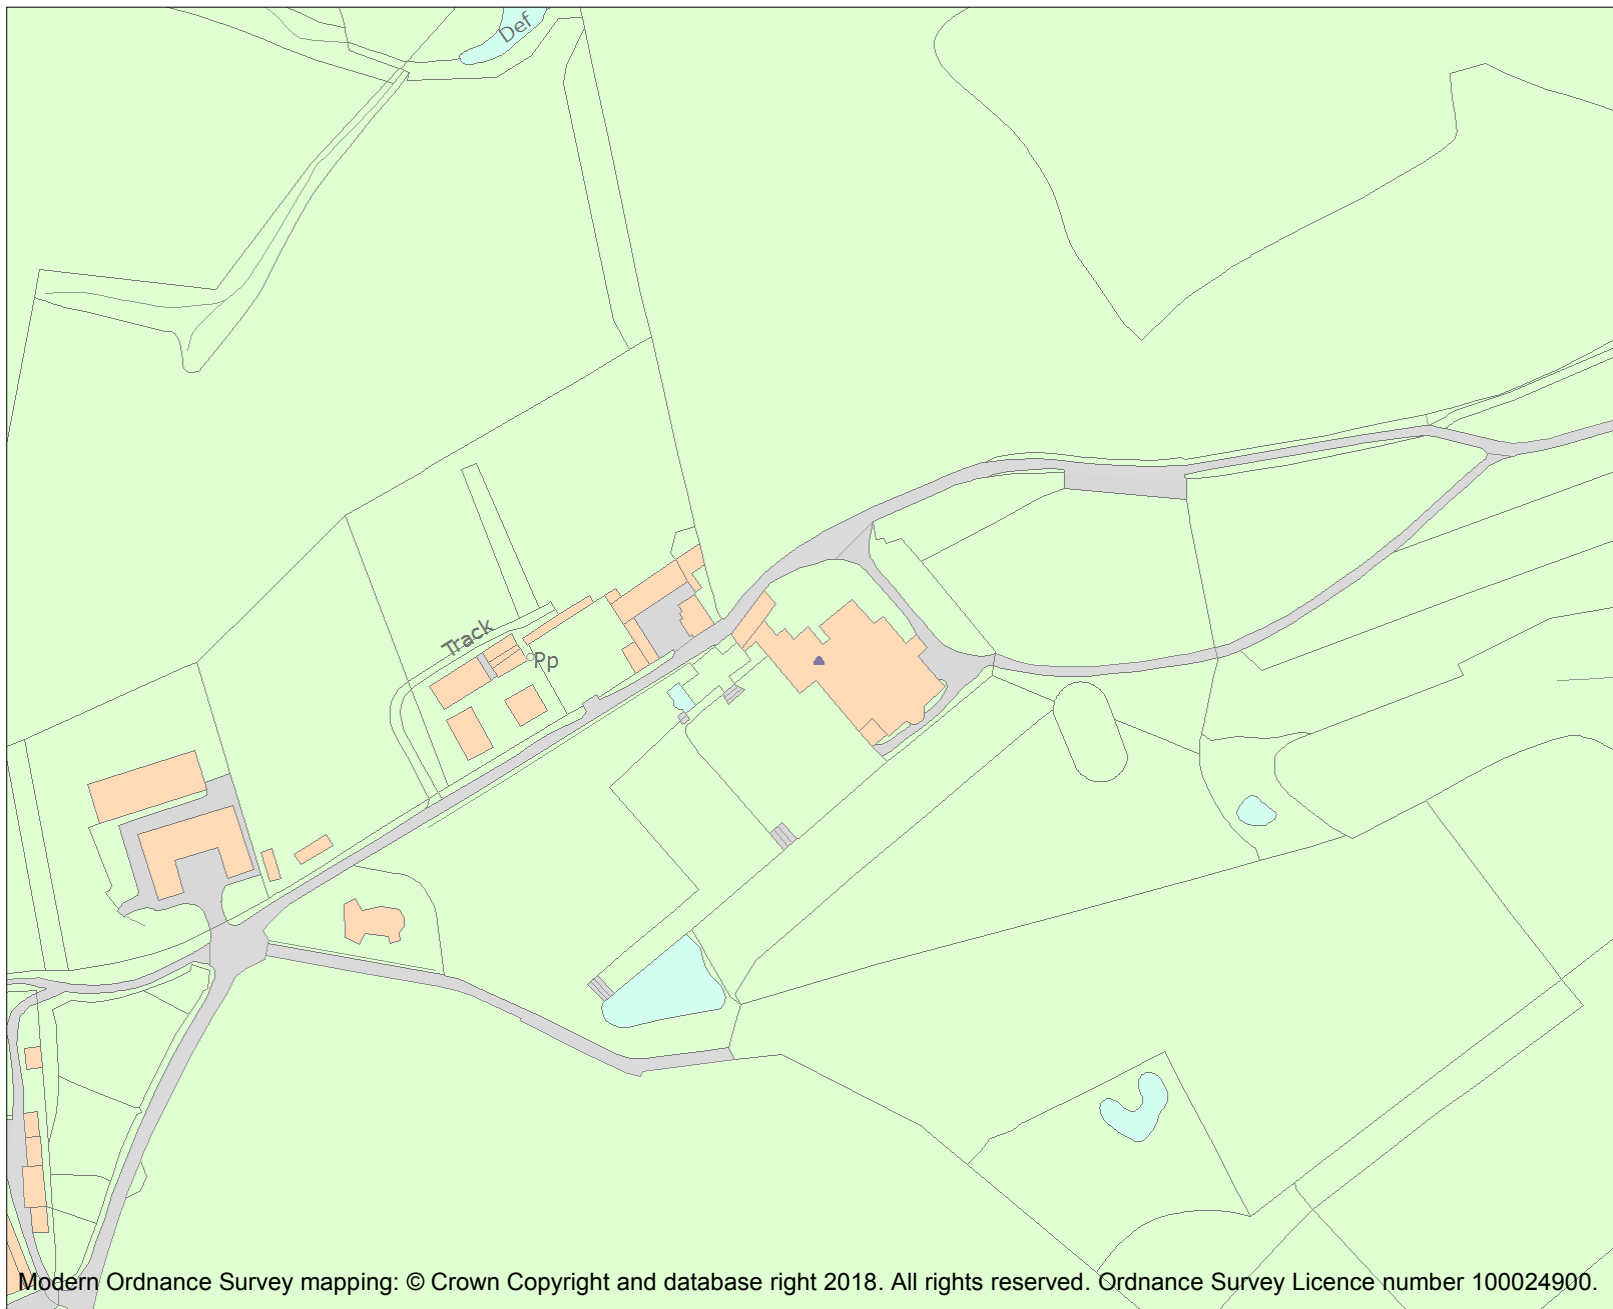 Def
Track
Pp
Modern Ordnance Survey mapping: © Crown Copyright and database right 2018. All rights reserved. Ordnance Survey Licence number 100024900.